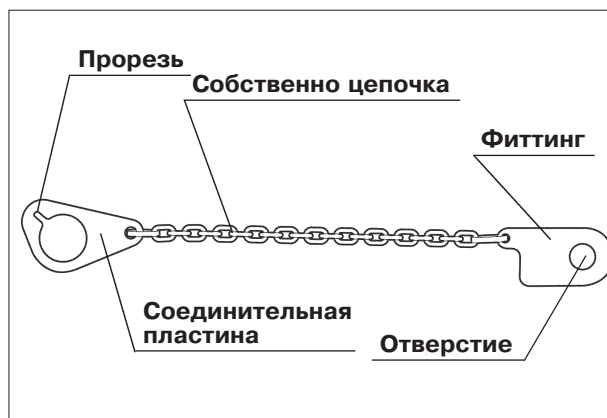 Прорезь
Собственно цепочка
Фиттинг
Соединительная
пластина
Отверстие